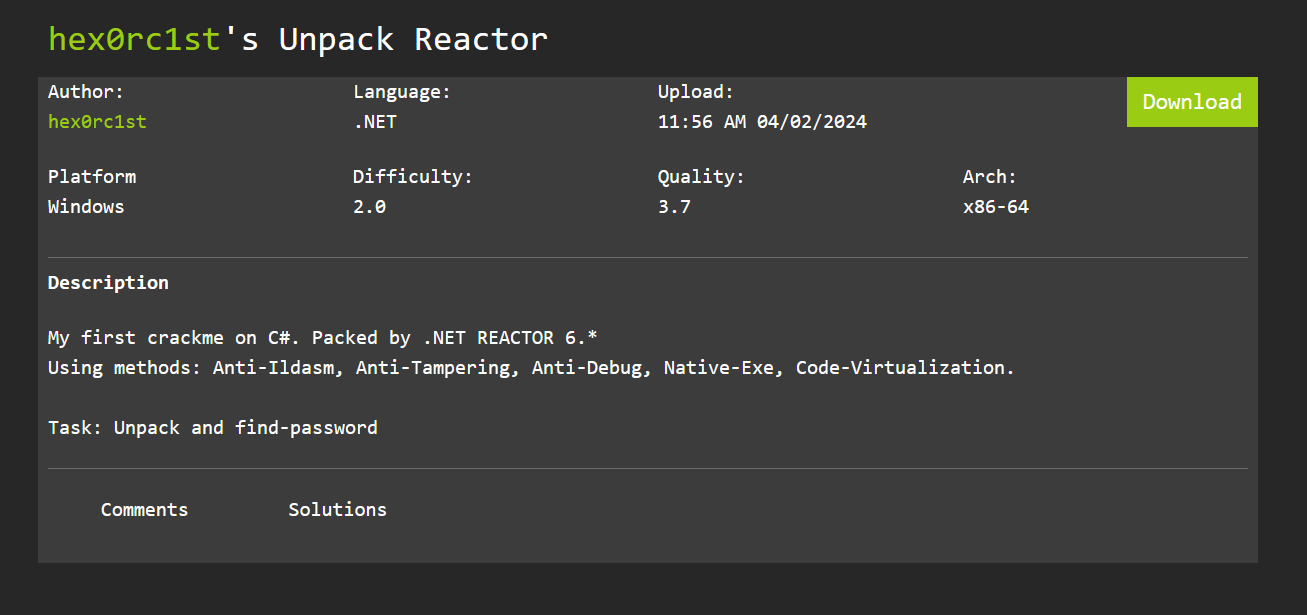 hex0rc1st's Unpack Reactor
Author:
hex0rc1st
Language:
.NET
Upload:
11:56 AM 04/02/2024
Download
Platform
Windows
Difficulty:
2.0
Quality:
3.7
Arch:
x86-64
Description
My first crackme on C#. Packed by .NET REACTOR 6.*
Using methods: Anti-Ildasm, Anti-Tampering, Anti-Debug, Native-Exe, Code-Virtualization.
Task: Unpack and find-password
Comments
Solutions